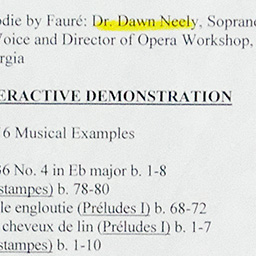 odie by Fauré: Dr. Dawn Neely, Soprano
Voice and Director of Opera Workshop,
rgia
ERACTIVE DEMONSTRATION
6 Musical Examples
36 No. 4 in Eb major b. 1-8
stampes) b. 78-80
le engloutie (Préludes I) b. 68-72
cheveux de lin (Préludes I) b. 1-7
stampes) b. 1-10